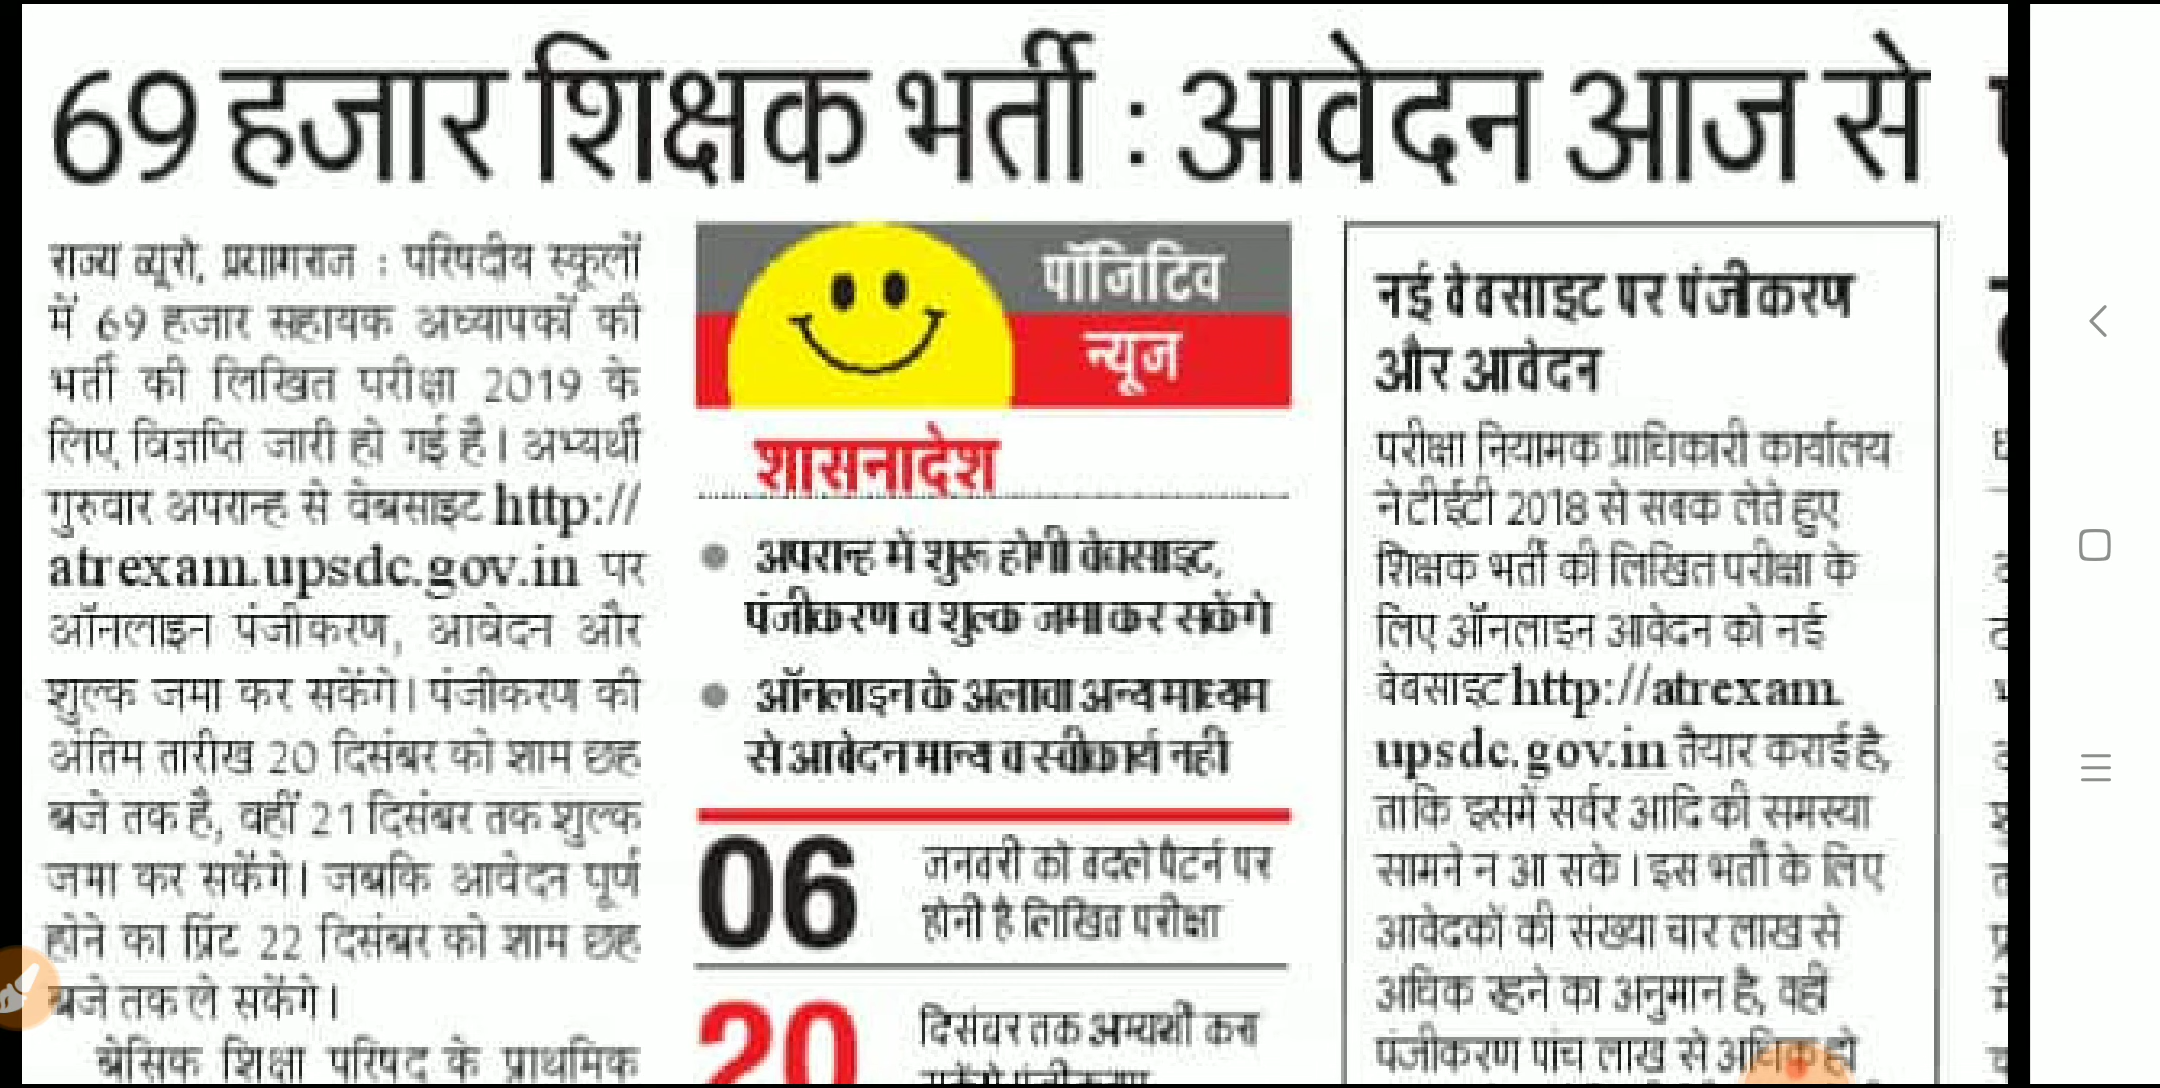 69 हजार शिक्षक भर्ती : आवेदन आज से
राज्य ब्यूरो, प्रयागराज : परिषदीय स्कूलों
में 69 हजार सहायक अध्यापकों की
भर्ती की लिखित परीक्षा 2019 के
लिए विज्ञप्ति जारी हो गई है। अभ्यर्थी
गुरुवार अपरान्ह से वेबसाइट http://
atrexam.upsdc.gov.in पर
ऑनलाइन पंजीकरण, आवेदन और
शुल्क जमा कर सकेंगे। पंजीकरण की
अंतिम तारीख 20 दिसंबर को शाम छह
बजे तक है, वहीं 21 दिसंबर तक शुल्क
जमा कर सकेंगे। जबकि आवेदन पूर्ण
होने का प्रिंट 22 दिसंबर को शाम छह
बजे तक ले सकेंगे।
बेसिक शिक्षा परिषद के प्राथमिक
पॉजिटिव
न्यूज
शासनादेश
अपरान्ह में शुरू होगी वेबसाइट,
पंजीकरण व शुल्क जमा कर सकेंगे
ऑनलाइन के अलावा अन्य माध्यम
से आवेदन मान्य व स्वीकार्य नहीं
06
जनवरी को बदले पैटर्न पर
होनी है लिखित परीक्षा
20
दिसंबर तक अभ्यर्थी करा
सकेंगे पंजीकरण
नई वेबसाइट पर पंजीकरण
और आवेदन
परीक्षा नियामक प्राधिकारी कार्यालय
ने टीईटी 2018 से सबक लेते हुए
शिक्षक भर्ती की लिखित परीक्षा के
लिए ऑनलाइन आवेदन को नई
वेबसाइट http://atrexam.
upsdc.gov.in तैयार कराई है,
ताकि इसमें सर्वर आदि की समस्या
सामने न आ सके। इस भर्ती के लिए
आवेदकों की संख्या चार लाख से
अधिक रहने का अनुमान है, वही
पंजीकरण पांच लाख से अधिक हो